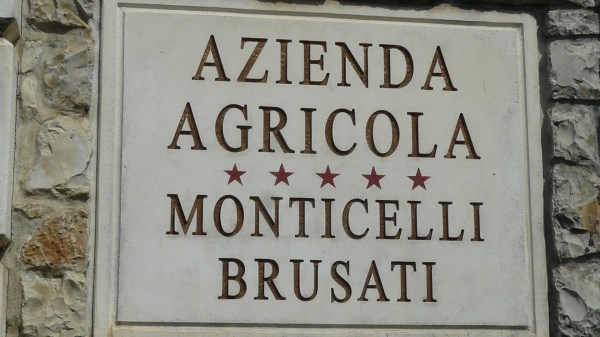 AZIENDA
AGRICOLA
★★★★★
MONTICELLI
BRUSATI